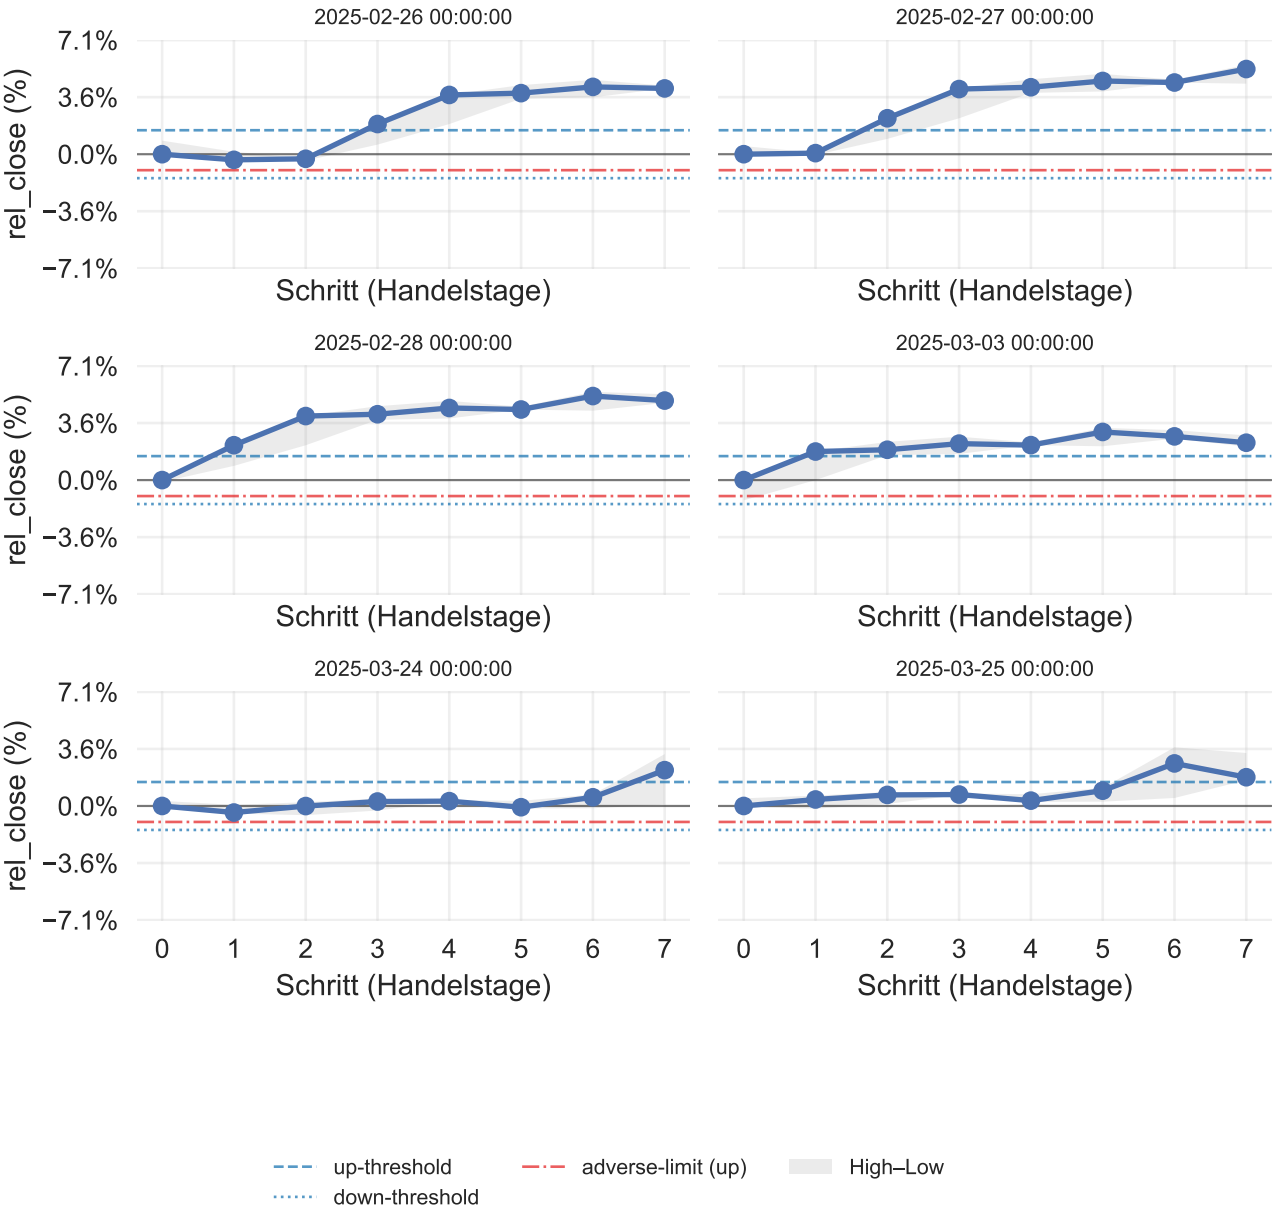 2025-02-26 00:00:00
2025-02-27 00:00:00
7.1%
3.6%
0.0%
−3.6%
−7.1%
rel_close (%)
Schritt (Handelstage)
Schritt (Handelstage)
2025-02-28 00:00:00
2025-03-03 00:00:00
7.1%
3.6%
0.0%
−3.6%
−7.1%
rel_close (%)
Schritt (Handelstage)
Schritt (Handelstage)
2025-03-24 00:00:00
2025-03-25 00:00:00
7.1%
3.6%
0.0%
−3.6%
−7.1%
rel_close (%)
0 1 2 3 4 5 6 7
0 1 2 3 4 5 6 7
Schritt (Handelstage)
Schritt (Handelstage)
up-threshold
adverse-limit (up)
High–Low
down-threshold